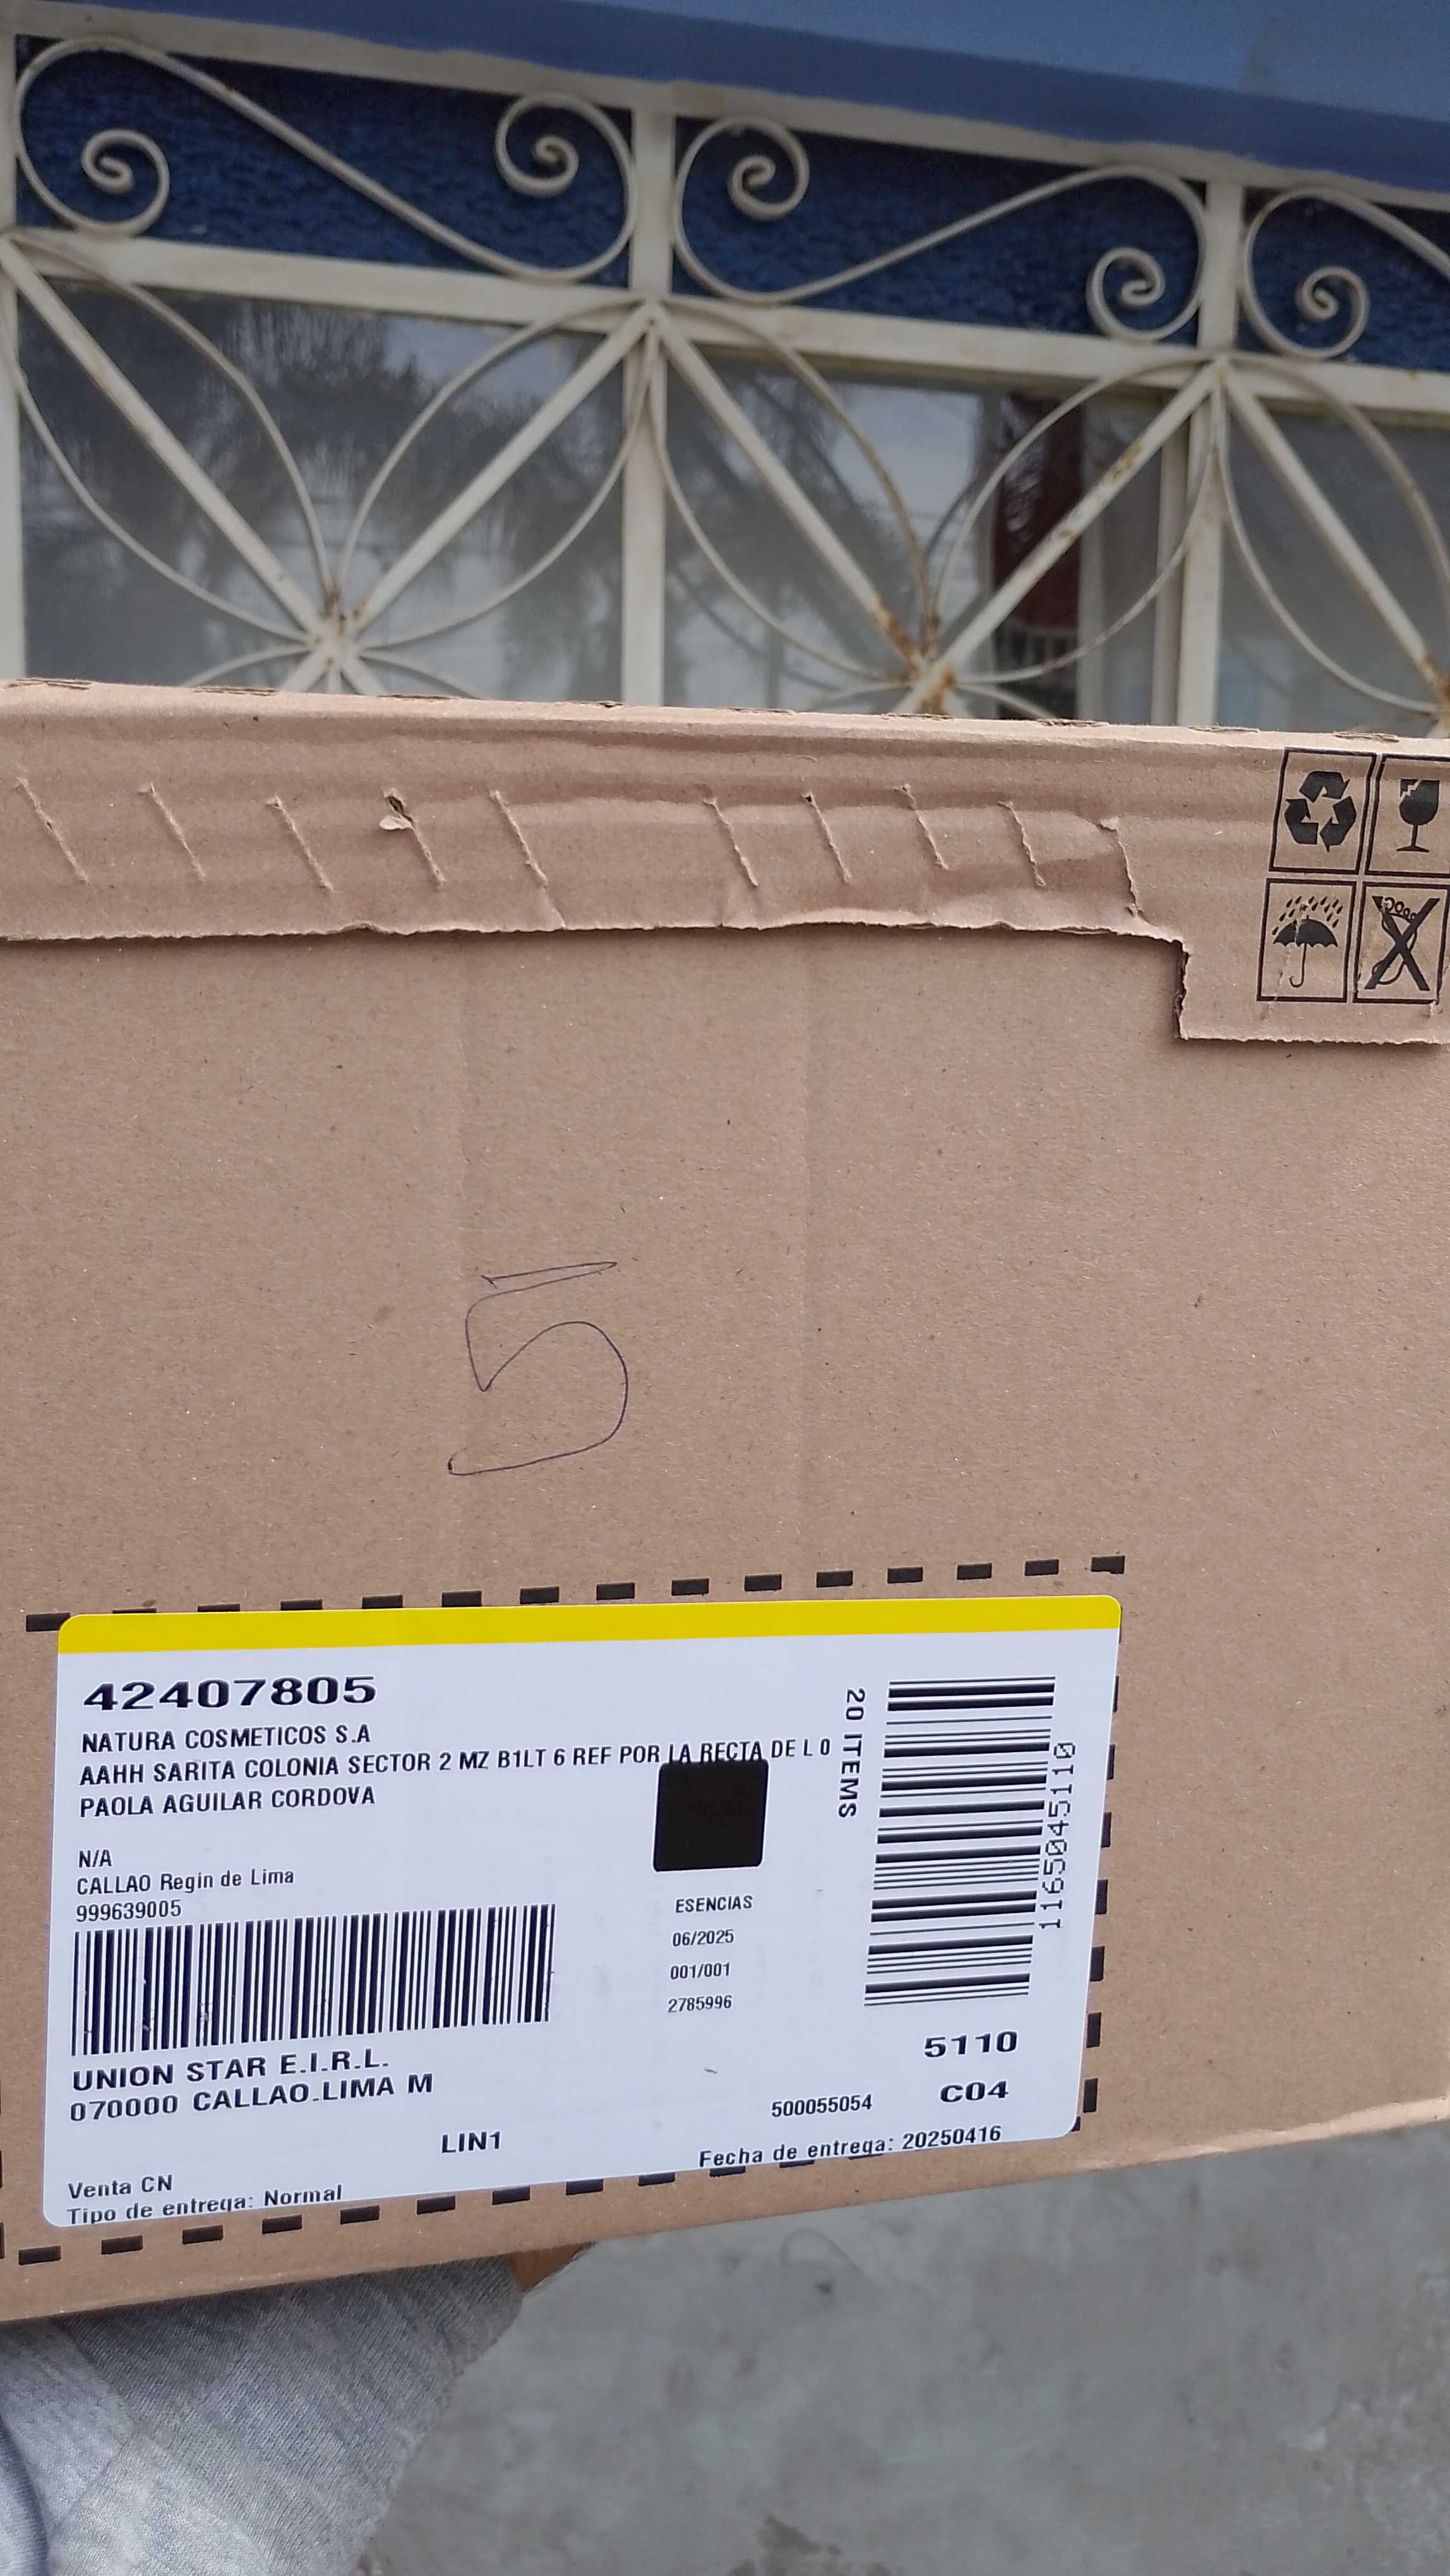 5
42407805
NATURA COSMETICOS S.A
AAHH SARITA COLONIA SECTOR 2 MZ B1LT 6 REF POR LA RECTA DE L 0
PAOLA AGUILAR CORDOVA
N/A
CALLAO Regin de Lima
999639005
UNION STAR E.I.R.L.
070000 CALLAO-LIMA M
LIN1
Venta CN
Tipo de entrega: Normal
ESENCIAS
06/2025
001/001
2785996
20 ITEMS
1165045110
5110
C04
500055054
Fecha de entrega: 20250416